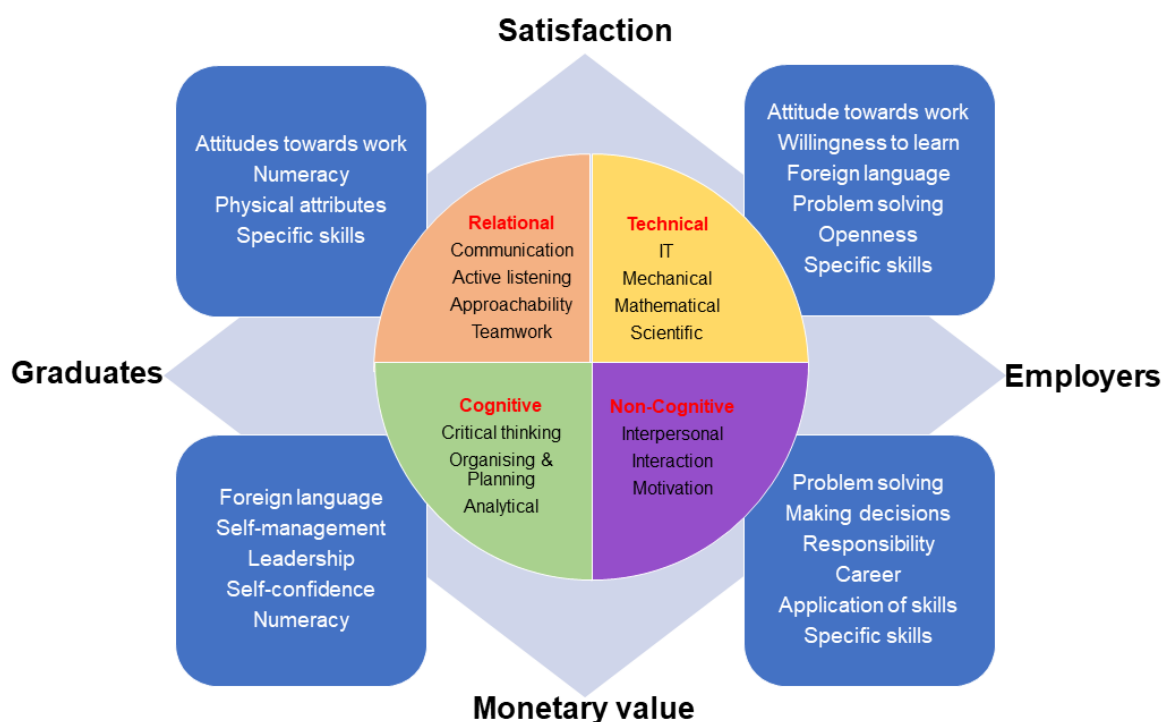 Satisfaction
Attitudes towards work
Numeracy
Physical attributes
Specific skills
Attitude towards work
Willingness to learn
Foreign language
Problem solving
Openness
Specific skills
Relational
Communication
Active listening
Approachability
Teamwork
Technical
IT
Mechanical
Mathematical
Scientific
Graduates
Employers
Cognitive
Critical thinking
Organising &
Planning
Analytical
Non-Cognitive
Interpersonal
Interaction
Motivation
Foreign language
Self-management
Leadership
Self-confidence
Numeracy
Problem solving
Making decisions
Responsibility
Career
Application of skills
Specific skills
Monetary value